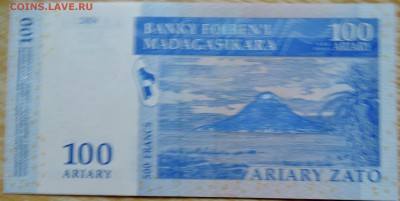 COINS.LAVE.RU
BANKY FOIBEN'I
MADAGASIKARA
100
ARIARY
100
100
ARIARY
500 FRANCS
ARIARY ZATO